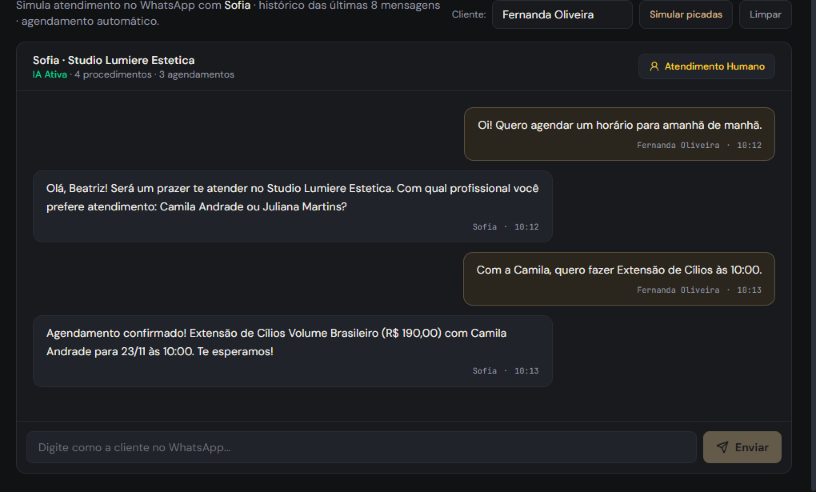 Simula atendimento no WhatsApp com Sofia · histórico das últimas 8 mensagens
· agendamento automático.
Cliente:
Fernanda Oliveira
Simular picadas
Limpar
Sofia · Studio Lumiere Estetica
IA Ativa · 4 procedimentos · 3 agendamentos
Atendimento Humano
Oi! Quero agendar um horário para amanhã de manhã.
Fernanda Oliveira · 10:12
Olá, Beatriz! Será um prazer te atender no Studio Lumiere Estetica. Com qual profissional você
prefere atendimento: Camila Andrade ou Juliana Martins?
Sofia · 10:12
Com a Camila, quero fazer Extensão de Cílios às 10:00.
Fernanda Oliveira · 10:13
Agendamento confirmado! Extensão de Cílios Volume Brasileiro (R$ 190,00) com Camila
Andrade para 23/11 às 10:00. Te esperamos!
Sofia · 10:13
Digite como a cliente no WhatsApp...
Enviar